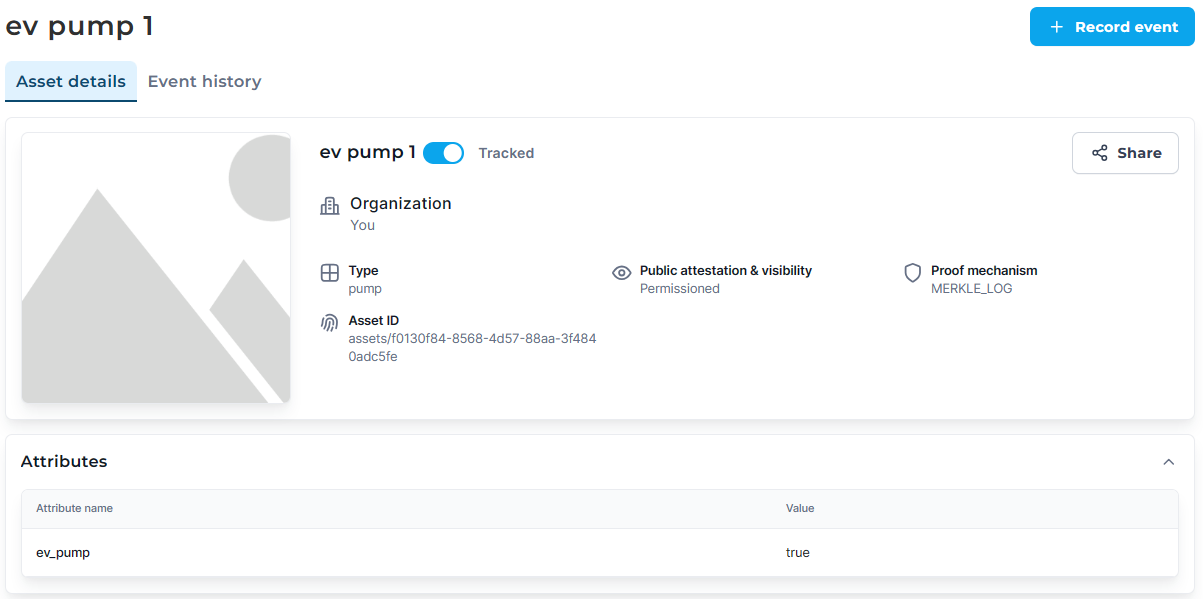 ev pump 1
+ Record event
Asset details
Event history
ev pump 1
Tracked
Share
Organization
You
Type
pump
Public attestation & visibility
Permissioned
Proof mechanism
MERKLE_LOG
Asset ID
assets/f0130f84-8568-4d57-88aa-3f484
0adc5fe
Attributes
Attribute name
Value
ev_pump
true